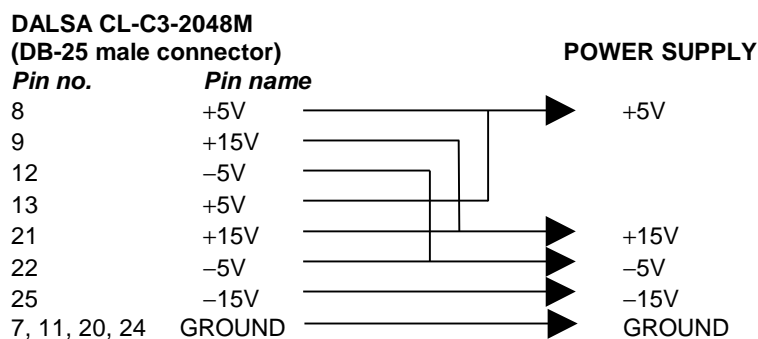 DALSA CL-C3-2048M
(DB-25 male connector) POWER SUPPLY
Pin no. Pin name
8 +5V +5V
9 +15V
12 −5V
13 +5V
21 +15V +15V
22 −5V −5V
25 −15V −15V
7, 11, 20, 24 GROUND GROUND